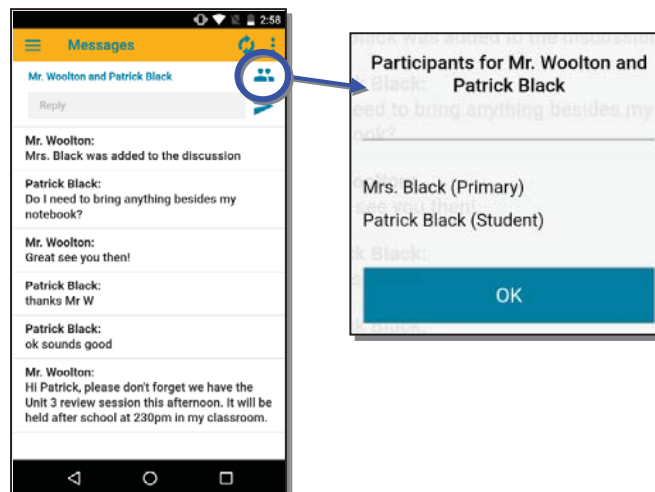 2:58
Messages
Mr. Woolton and Patrick Black
Reply
Mr. Woolton:
Mrs. Black was added to the discussion
Patrick Black:
Do I need to bring anything besides my
notebook?
Mr. Woolton:
Great see you then!
Patrick Black:
thanks Mr W
Patrick Black:
ok sounds good
Mr. Woolton:
Hi Patrick, please don't forget we have the
Unit 3 review session this afternoon. It will be
held after school at 230pm in my classroom.
Participants for Mr. Woolton and
Patrick Black
Mrs. Black (Primary)
Patrick Black (Student)
OK